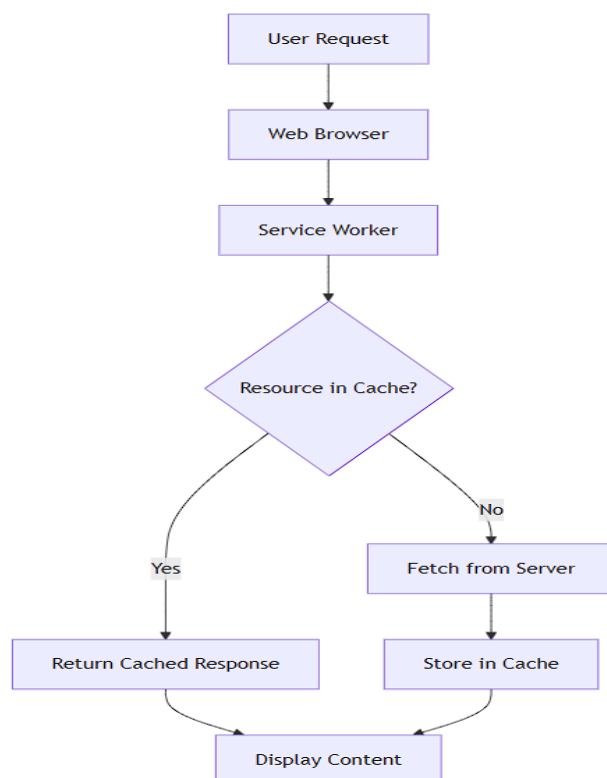 User Request
Web Browser
Service Worker
Resource in Cache?
No
Yes
Fetch from Server
Return Cached Response
Store in Cache
Display Content